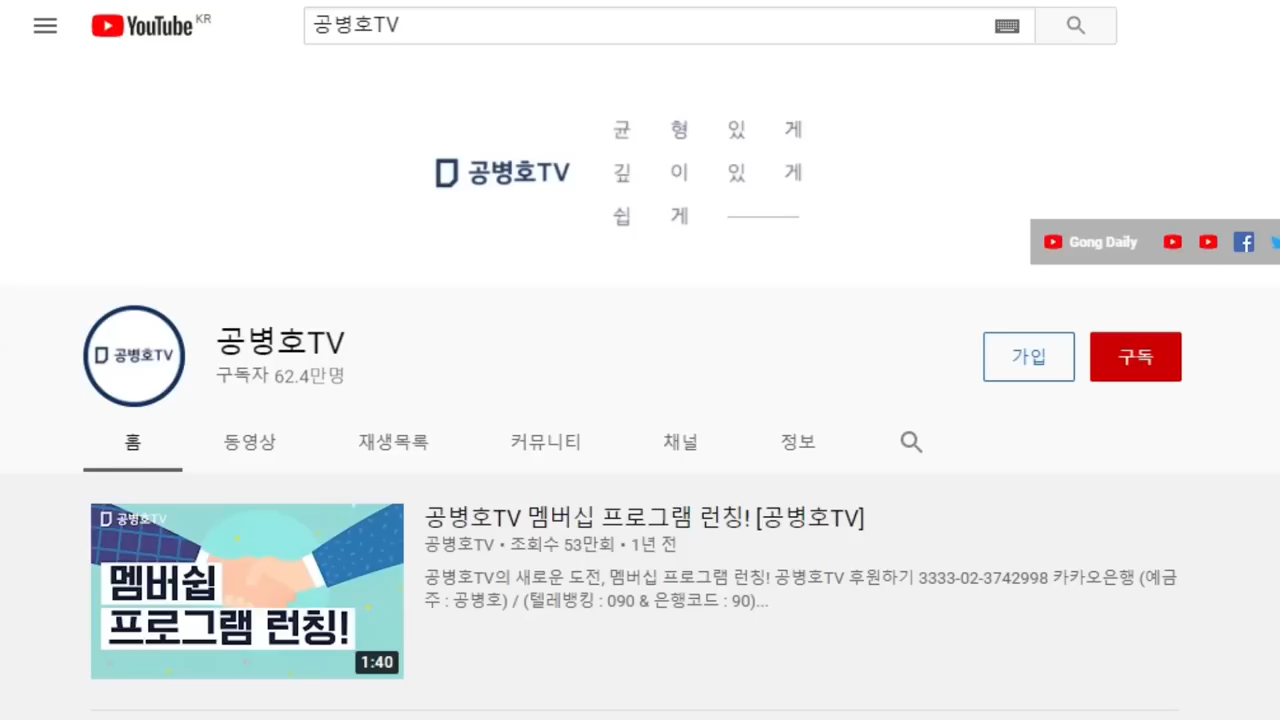 YouTube KR
공병호TV
균 형 있 게
공병호TV
깊 이 있 게
쉽 게
Gong Daily
공병호TV
공병호TV
구독자 62.4만명
가입
구독
홈
동영상
재생목록
커뮤니티
채널
정보
공병호TV
멤버쉽
프로그램 런칭!
1:40
공병호TV 멤버십 프로그램 런칭! [공병호TV]
공병호TV • 조회수 53만회 • 1년 전
공병호TV의 새로운 도전, 멤버십 프로그램 런칭! 공병호TV 후원하기 3333-02-3742998 카카오은행 (예금
주 : 공병호) / (텔레뱅킹 : 090 & 은행코드 : 90)...